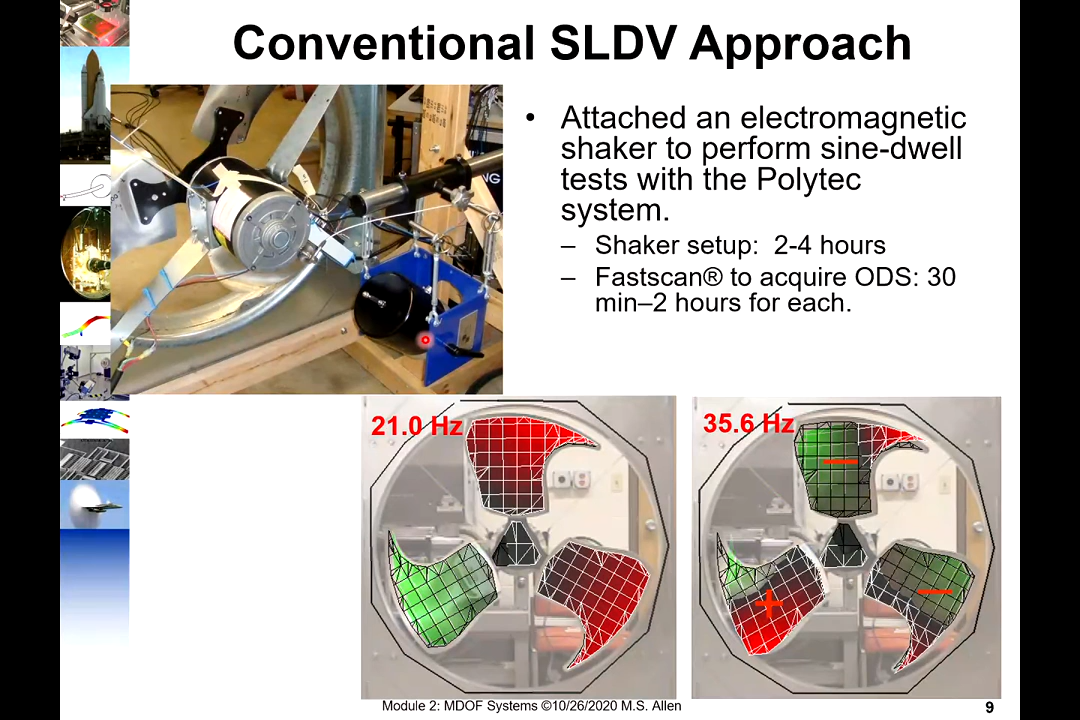 Conventional SLDV Approach
• Attached an electromagnetic
shaker to perform sine-dwell
tests with the Polytec
system.
– Shaker setup: 2-4 hours
– Fastscan® to acquire ODS: 30
min–2 hours for each.
NG
21.0 Hz
35.6 Hz
–
–
+
Module 2: MDOF Systems ©10/26/2020 M.S. Allen
9